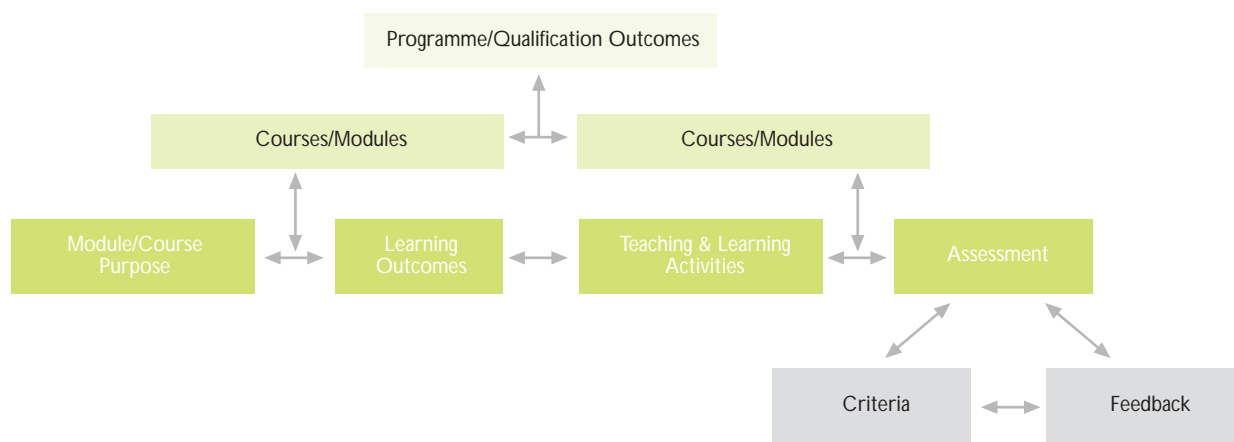 Programme/Qualification Outcomes
Courses/Modules
Courses/Modules
Module/Course
Purpose
Learning
Outcomes
Teaching & Learning
Activities
Assessment
Criteria
Feedback